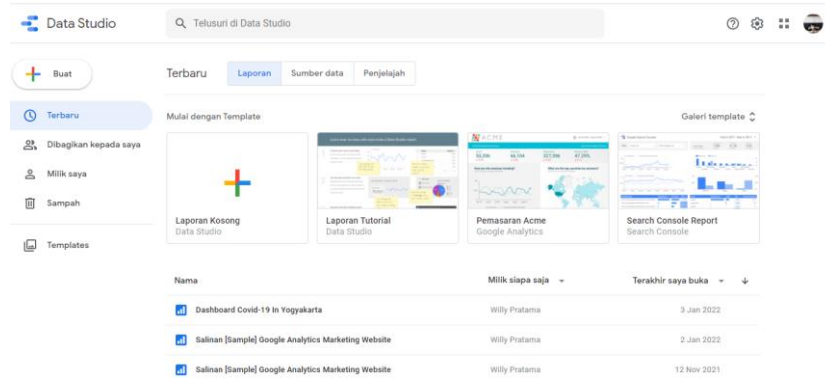 Data Studio
Telusuri di Data Studio
Buat
Terbaru
Laporan
Sumber data
Penjelajah
Terbaru
Dibagikan kepada saya
Milik saya
Sampah
Templates
Mulai dengan Template
Galeri template
Laporan Kosong
Data Studio
Laporan Tutorial
Data Studio
ACME
Pemasaran Acme
Google Analytics
Search Console Report
Search Console
Nama
Milik siapa saja
Terakhir saya buka
Dashboard Covid-19 In Yogyakarta
Willy Pratama
3 Jan 2022
Salinan [Sample] Google Analytics Marketing Website
Willy Pratama
2 Jan 2022
Salinan [Sample] Google Analytics Marketing Website
Willy Pratama
12 Nov 2021